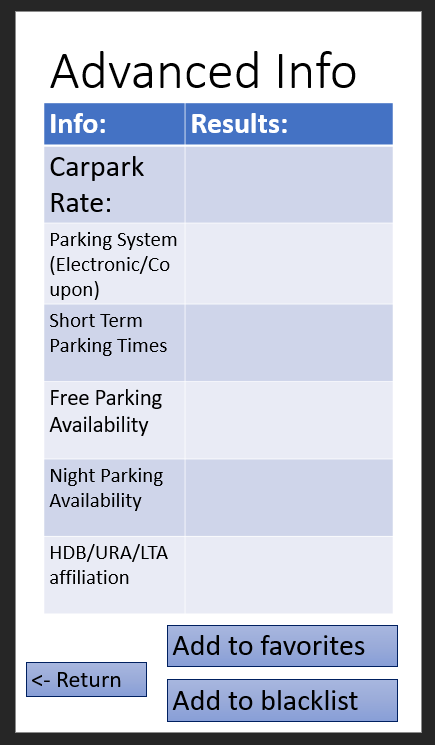 Advanced Info
Info: Results:
Carpark
Rate:
Parking System
(Electronic/Co
upon)
Short Term
Parking Times
Free Parking
Availability
Night Parking
Availability
HDB/URA/LTA
affiliation
Add to favorites
<- Return
Add to blacklist